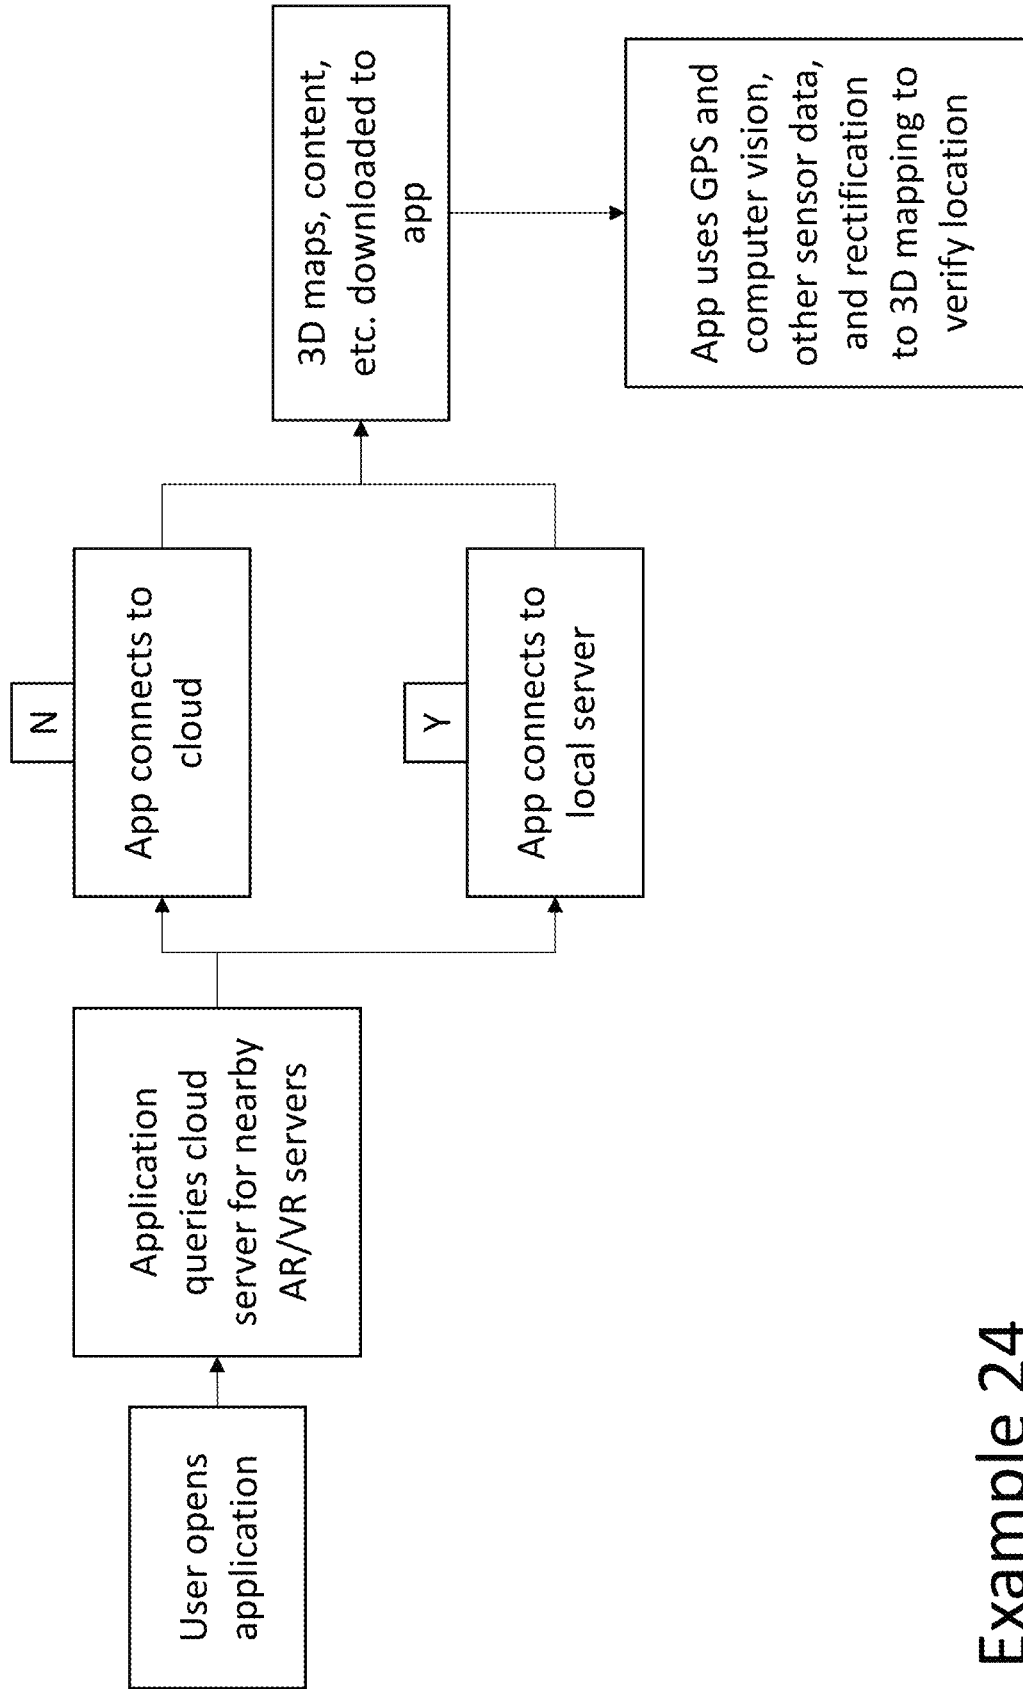 User opens
application
Application
queries cloud
server for nearby
AR/VR servers
N
App connects to
cloud
Y
App connects to
local server
3D maps, content,
etc. downloaded to
app
App uses GPS and
computer vision,
other sensor data,
and rectification
to 3D mapping to
verify location
Example 24